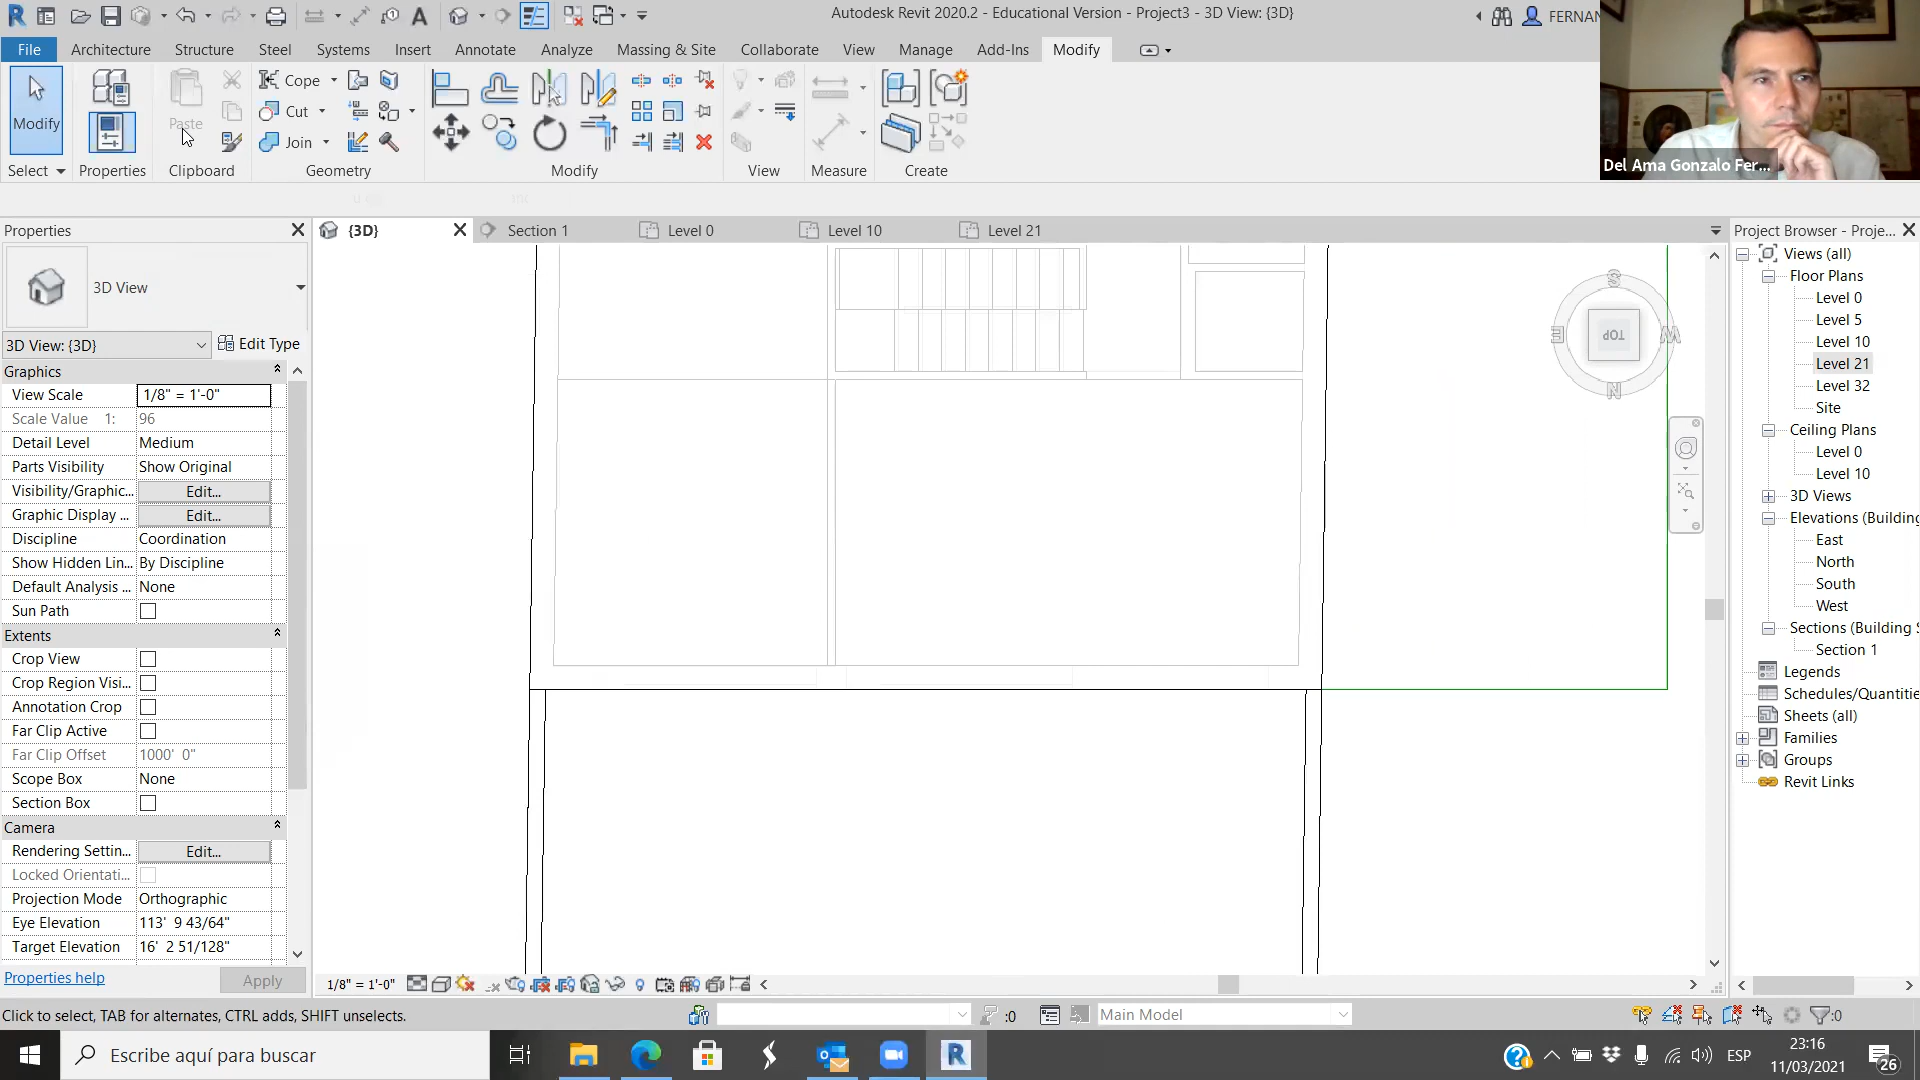 Autodesk Revit 2020.2 - Educational Version - Project3 - 3D View: {3D}
FERNAN
File
Architecture
Structure
Steel
Systems
Insert
Annotate
Analyze
Massing & Site
Collaborate
View
Manage
Add-Ins
Modify
Modify
Paste
Cope
Cut
Join
Select
Properties
Clipboard
Geometry
Modify
View
Measure
Create
Del Ama Gonzalo Fer...
Properties
{3D}
Section 1
Level 0
Level 10
Level 21
Project Browser - Proje...
3D View
3D View: {3D}
Edit Type
Graphics
View Scale 1/8" = 1'-0"
Scale Value 1: 96
Detail Level Medium
Parts Visibility Show Original
Visibility/Graphic... Edit...
Graphic Display ... Edit...
Discipline Coordination
Show Hidden Lin... By Discipline
Default Analysis ... None
Sun Path
Extents
Crop View
Crop Region Visi...
Annotation Crop
Far Clip Active
Far Clip Offset 1000' 0"
Scope Box None
Section Box
Camera
Rendering Settin... Edit...
Locked Orientati...
Projection Mode Orthographic
Eye Elevation 113' 9 43/64"
Target Elevation 16' 2 51/128"
Properties help
Apply
S
E
TOP
W
N
Views (all)
Floor Plans
Level 0
Level 5
Level 10
Level 21
Level 32
Site
Ceiling Plans
Level 0
Level 10
3D Views
Elevations (Building
East
North
South
West
Sections (Building S
Section 1
Legends
Schedules/Quantitie
Sheets (all)
Families
Groups
Revit Links
1/8" = 1'-0"
Click to select, TAB for alternates, CTRL adds, SHIFT unselects.
:0
Main Model
:0
Escribe aquí para buscar
ESP
23:16
11/03/2021
26